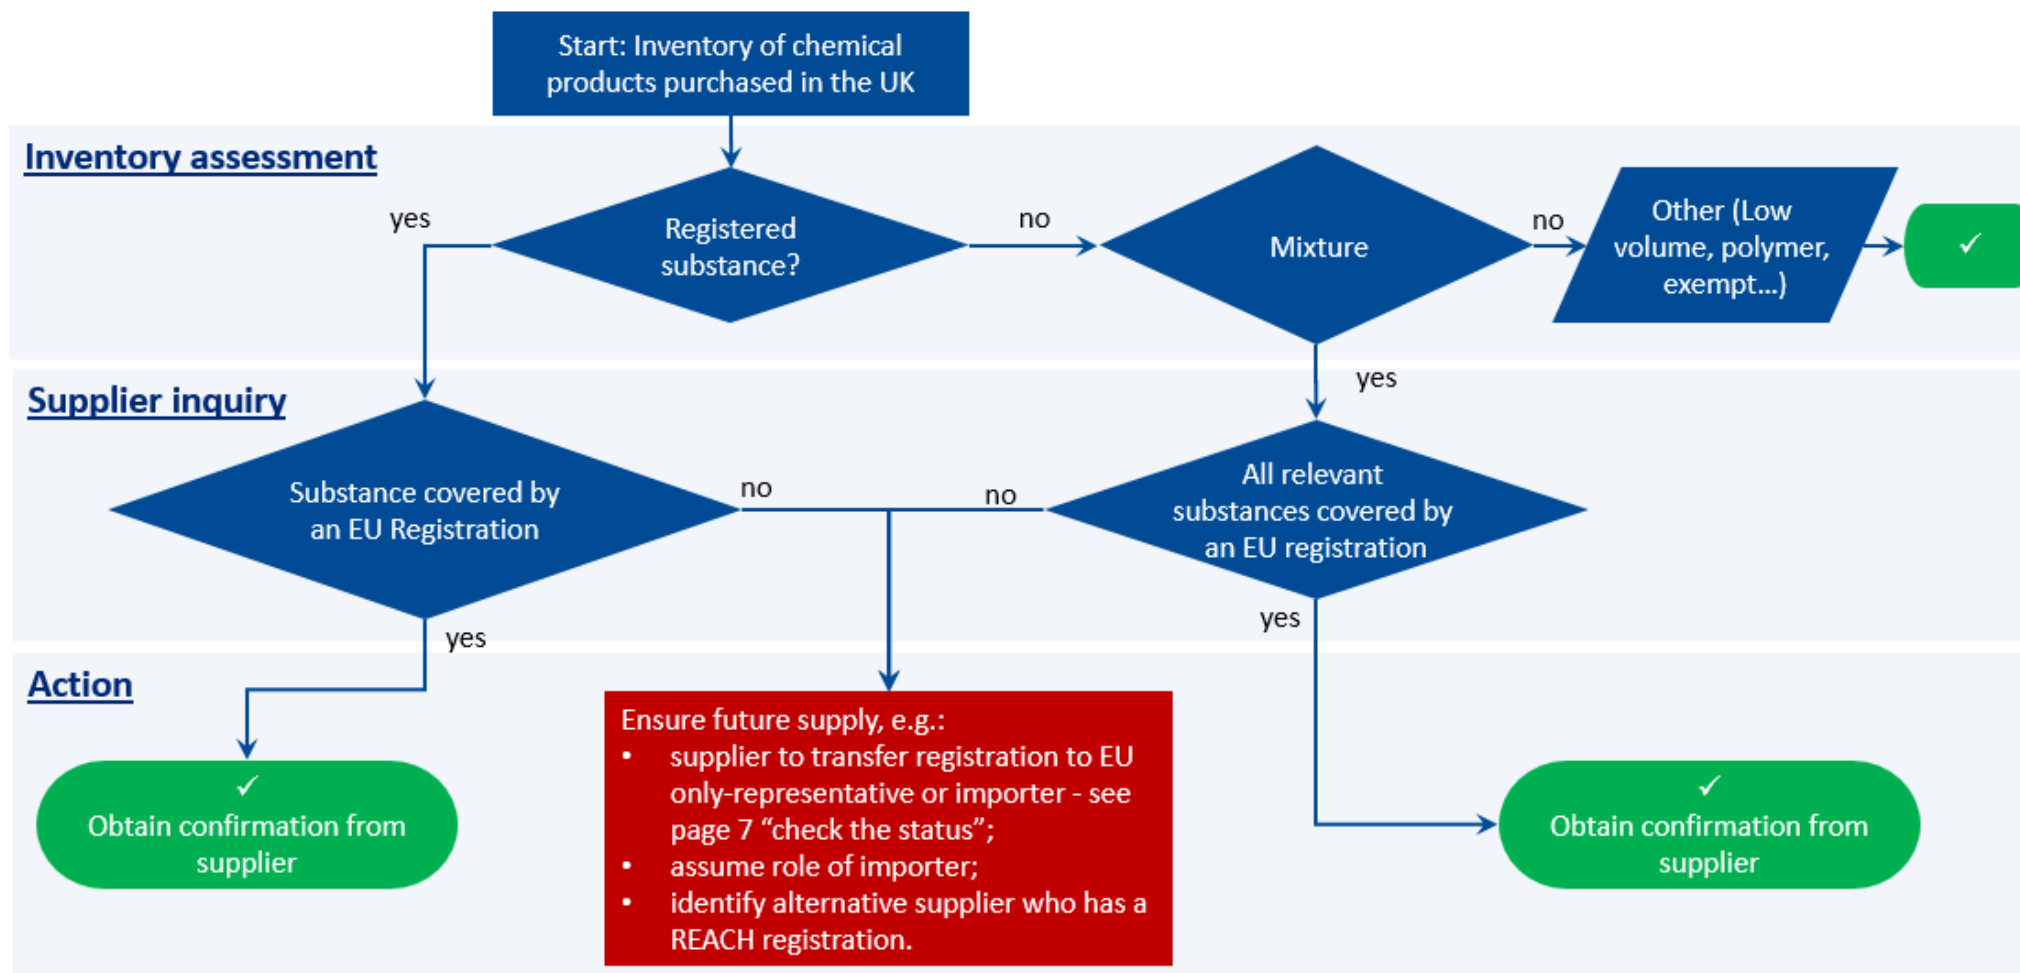 Start: Inventory of chemical
products purchased in the UK
Inventory assessment
yes
Registered
substance?
no
Mixture
no
Other (Low
volume, polymer,
exempt...)
✓
yes
Supplier inquiry
Substance covered by
an EU Registration
no
no
All relevant
substances covered by
an EU registration
yes
yes
Action
✓
Obtain confirmation from
supplier
Ensure future supply, e.g.:
• supplier to transfer registration to EU
only-representative or importer - see
page 7 “check the status”;
• assume role of importer;
• identify alternative supplier who has a
REACH registration.
✓
Obtain confirmation from
supplier